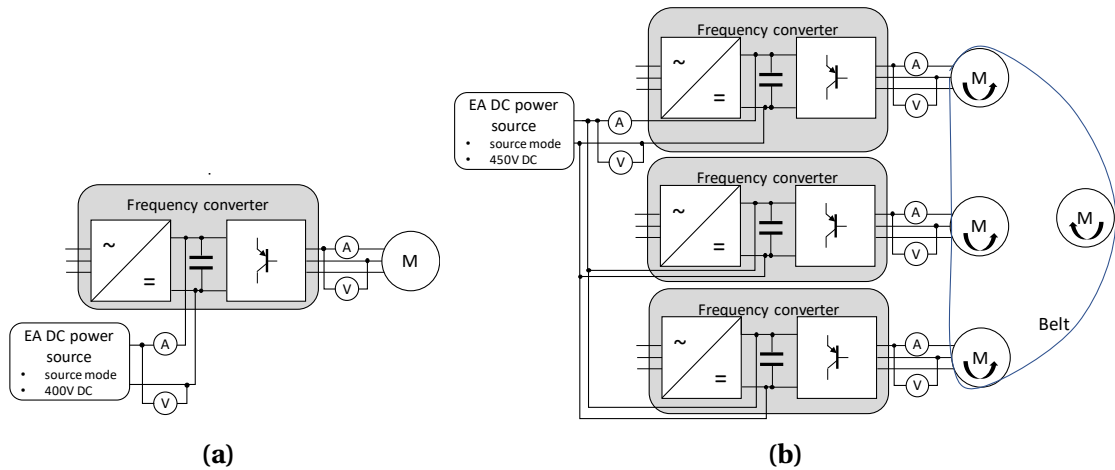 Frequency converter
~
=
A
V
M
EA DC power
source
• source mode
• 400V DC
A
V
(a)
Frequency converter
~
=
A
V
M
EA DC power
source
• source mode
• 450V DC
A
V
Frequency converter
~
=
A
V
M
M
Frequency converter
~
=
A
V
M
Belt
(b)